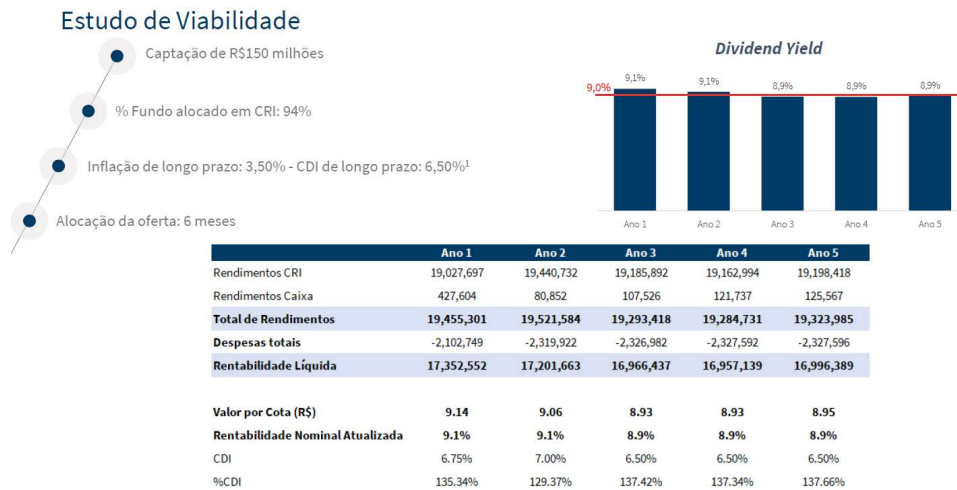 Estudo de Viabilidade
Captação de R$150 milhões
% Fundo alocado em CRI: 94%
Inflação de longo prazo: 3,50% - CDI de longo prazo: 6,50%¹
Alocação da oferta: 6 meses
Dividend Yield
9,0%
9,1% 9,1% 8,9% 8,9% 8,9%
Ano 1 Ano 2 Ano 3 Ano 4 Ano 5
Ano 1 Ano 2 Ano 3 Ano 4 Ano 5
Rendimentos CRI 19,027,697 19,440,732 19,185,892 19,162,994 19,198,418
Rendimentos Caixa 427,604 80,852 107,526 121,737 125,567
Total de Rendimentos 19,455,301 19,521,584 19,293,418 19,284,731 19,323,985
Despesas totais -2,102,749 -2,319,922 -2,326,982 -2,327,592 -2,327,596
Rentabilidade Líquida 17,352,552 17,201,663 16,966,437 16,957,139 16,996,389
Valor por Cota (R$) 9.14 9.06 8.93 8.93 8.95
Rentabilidade Nominal Atualizada 9.1% 9.1% 8.9% 8.9% 8.9%
CDI 6.75% 7.00% 6.50% 6.50% 6.50%
%CDI 135.34% 129.37% 137.42% 137.34% 137.66%